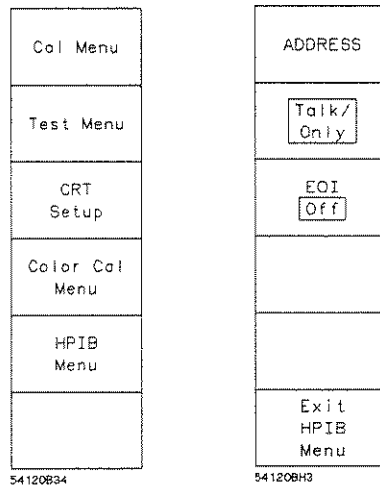 Cal Menu
Test Menu
CRT
Setup
Color Cal
Menu
HPIB
Menu
54120B34
ADDRESS
Talk/
Only
EOI
Off
Exit
HPIB
Menu
54120BH3